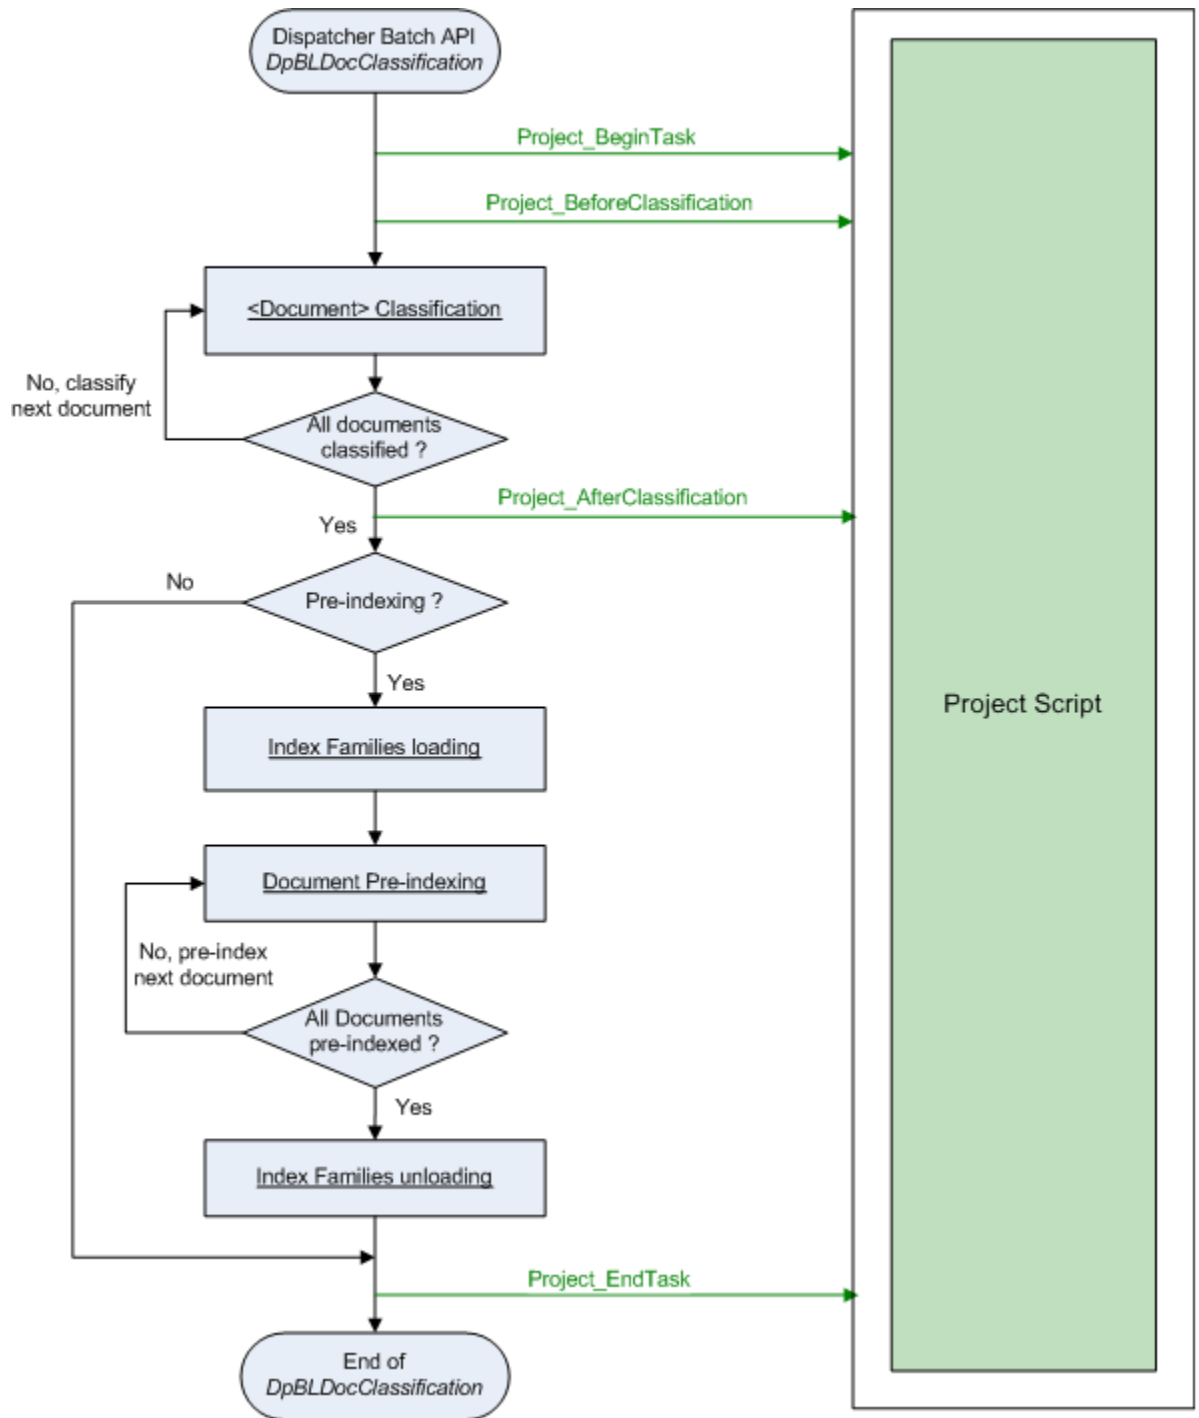 Dispatcher Batch API
DpBLDocClassification
Project_BeginTask
Project_BeforeClassification
<Document> Classification
No, classify
next document
All documents
classified ?
Project_AfterClassification
Yes
No
Pre-indexing ?
Yes
Project Script
Index Families loading
Document Pre-indexing
No, pre-index
next document
All Documents
pre-indexed ?
Yes
Index Families unloading
Project_EndTask
End of
DpBLDocClassification